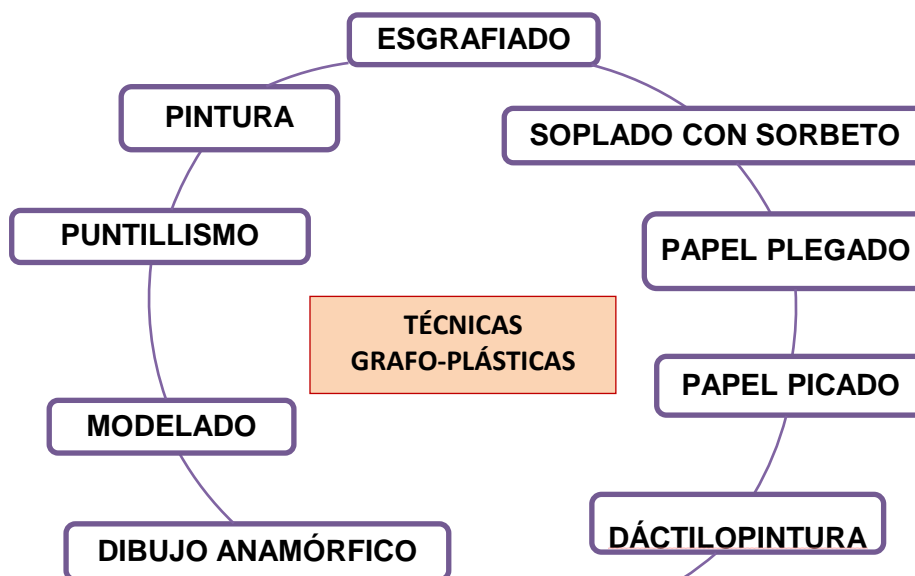 ESGRAFIADO
PINTURA
SOPLADO CON SORBETO
PUNTILLISMO
PAPEL PLEGADO
TÉCNICAS
GRAFO-PLÁSTICAS
PAPEL PICADO
MODELADO
DIBUJO ANAMÓRFICO
DÁCTILOPINTURA